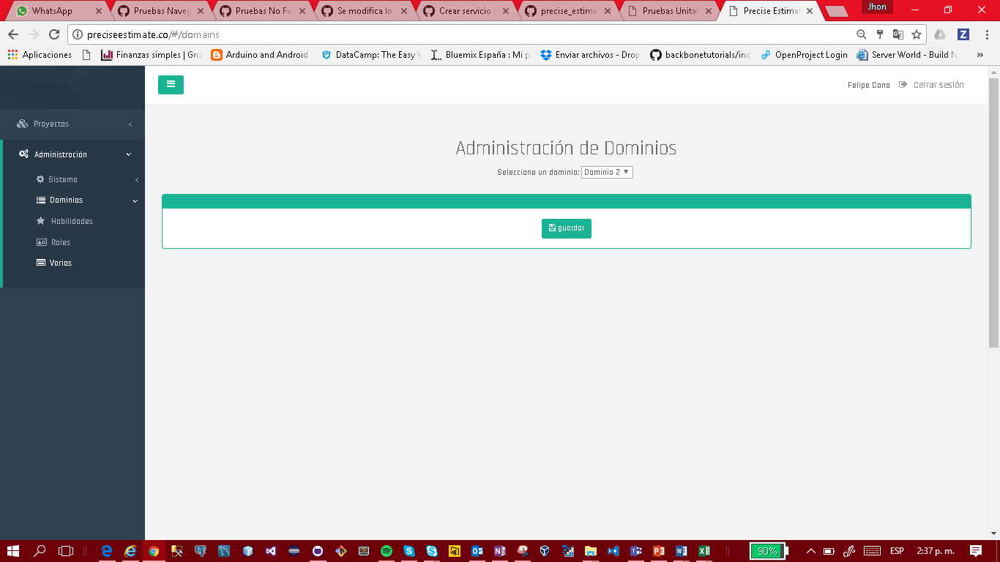 Jhon
WhatsApp
Pruebas Naveg
Pruebas No Fu
Se modifica lo
Crear servicio
precise_estima
Pruebas Unitar
Precise Estima
preciseestimate.co/#/domains
Aplicaciones
Finanzas simples | Gru
Arduino and Android
DataCamp: The Easy
Bluemix España : Mi p
Enviar archivos - Drop
backbonetutorials/ind
OpenProject Login
Server World - Build N
»
Felipe Cano
Cerrar sesión
Proyectos
Administración
Sistema
Dominios
Habilidades
Roles
Varios
Administración de Dominios
Seleccione un dominio: Dominio 2
guardar
90%
ESP
2:37 p. m.